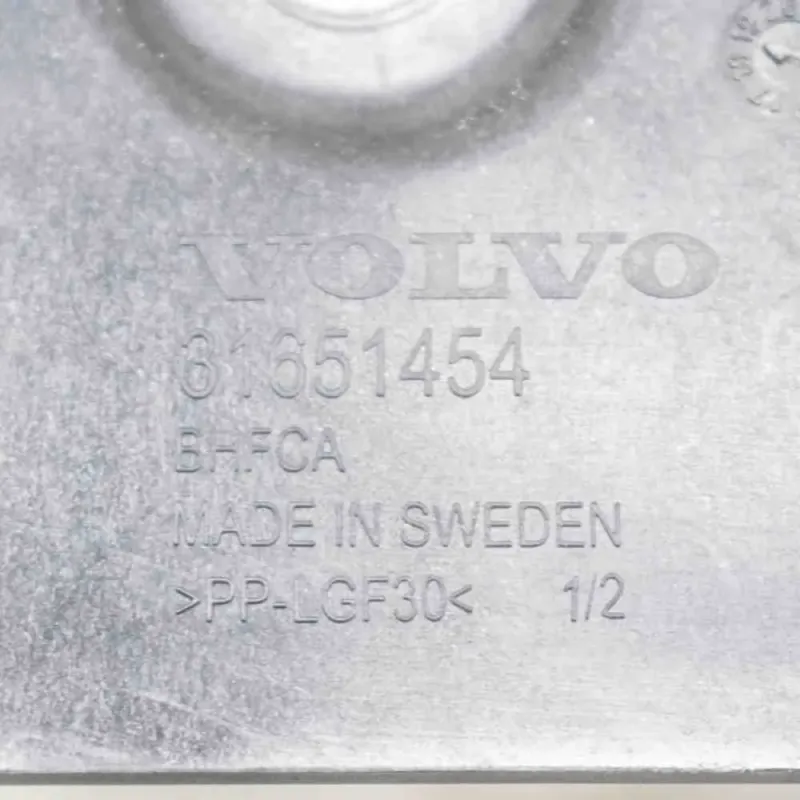 VOLVO
31651454
BHFCA
MADE IN SWEDEN
>PP-LGF30< 1/2